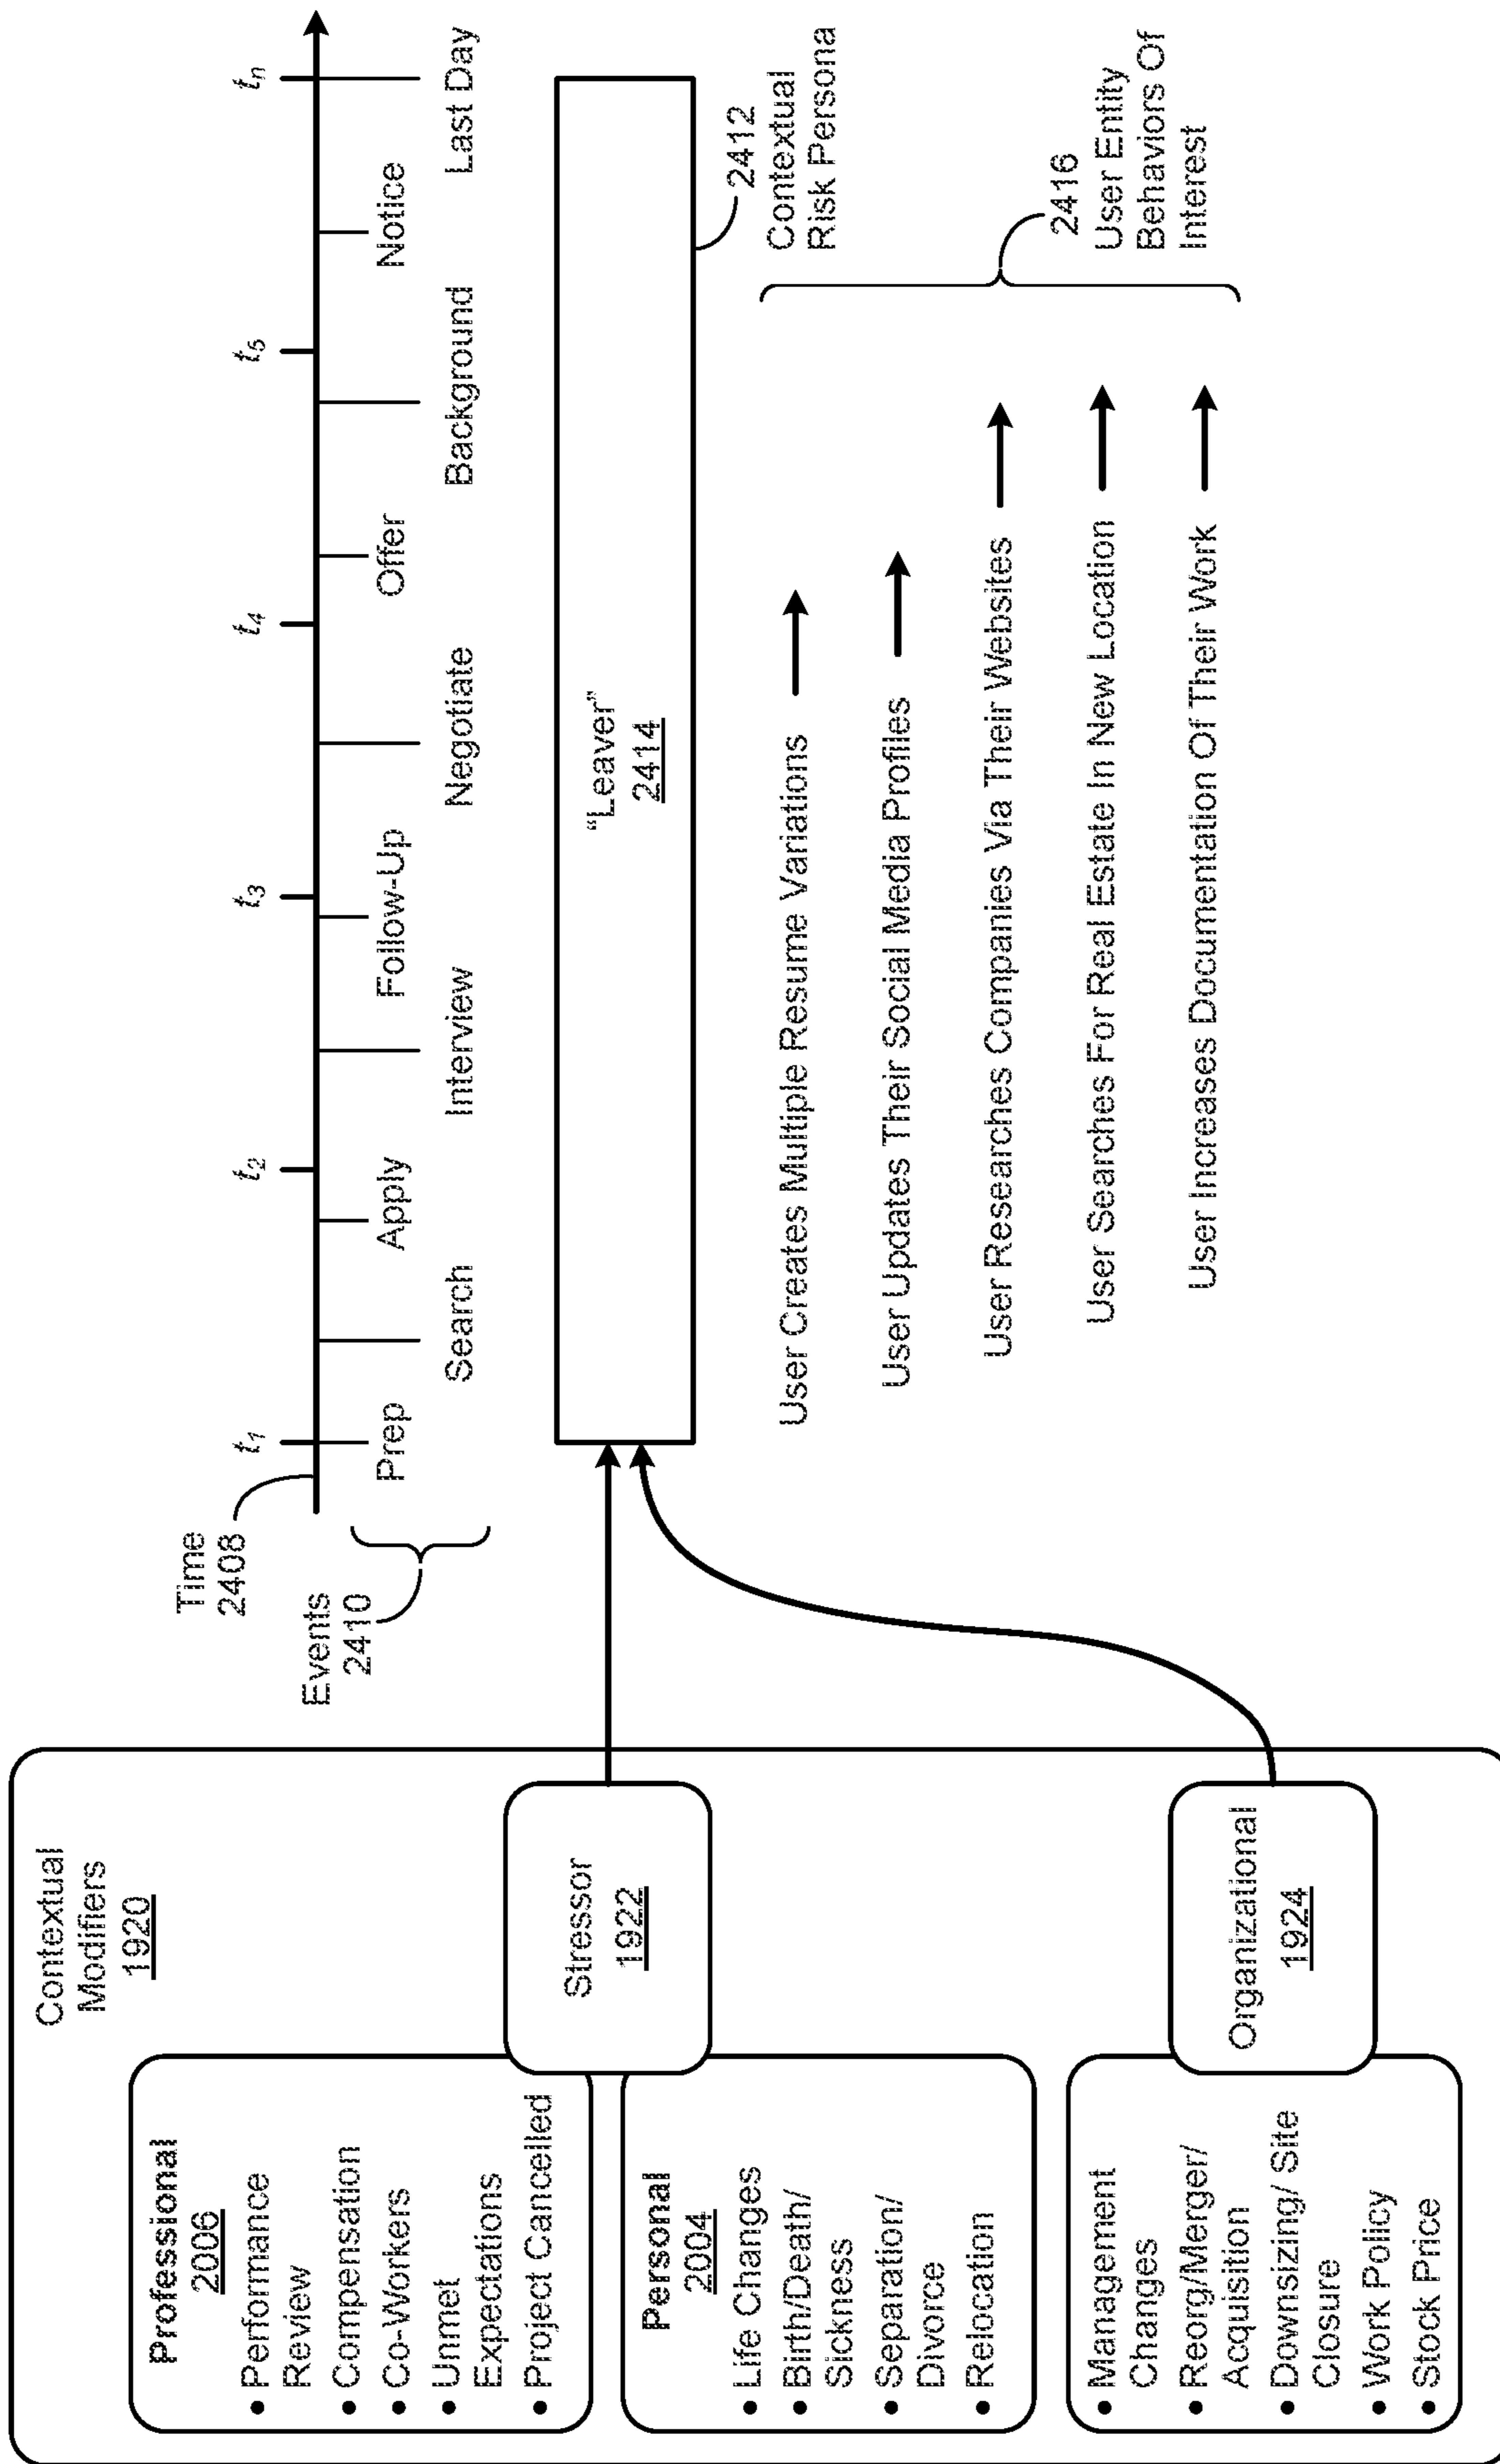 Contextual
Modifiers
1920
Professional
2006
• Performance
Review
• Compensation
• Co-Workers
• Unmet
Expectations
• Project Cancelled
Personal
2004
• Life Changes
• Birth/Death/
Sickness
• Separation/
Divorce
• Relocation
Stressor
1922
• Management
Changes
• Reorg/Merger/
Acquisition
• Downsizing/ Site
Closure
• Work Policy
• Stock Price
Organizational
1924
Time
2408
Events
2410
t1
t2
t3
t4
t5
tn
Prep
Apply
Follow-Up
Offer
Notice
Search
Interview
Negotiate
Background
Last Day
“Leaver”
2414
2412
Contextual
Risk Persona
User Creates Multiple Resume Variations
User Updates Their Social Media Profiles
User Researches Companies Via Their Websites
User Searches For Real Estate In New Location
User Increases Documentation Of Their Work
2416
User Entity
Behaviors Of
Interest